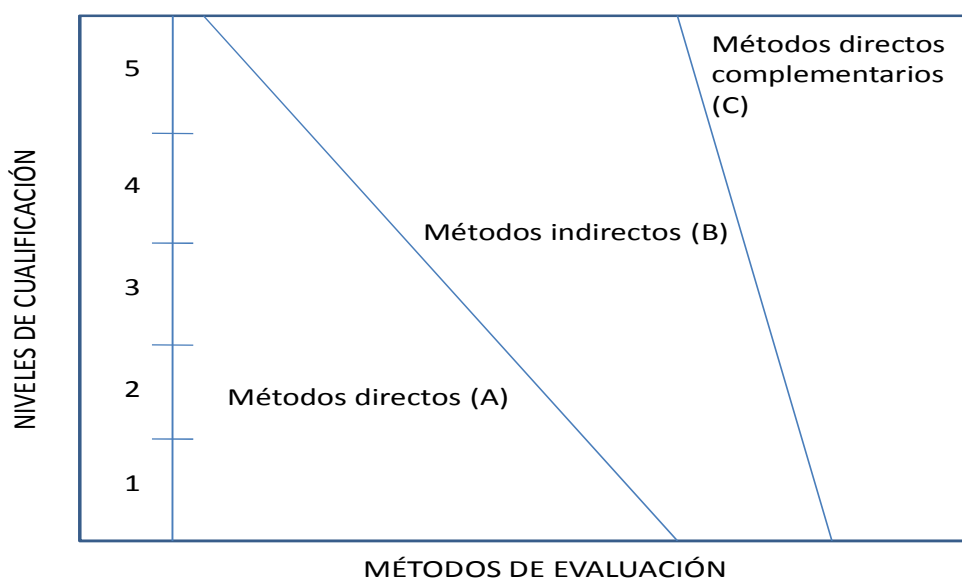 NIVELES DE CUALIFICACIÓN
5
4
3
2
1
Métodos directos
complementarios
(C)
Métodos indirectos (B)
Métodos directos (A)
MÉTODOS DE EVALUACIÓN